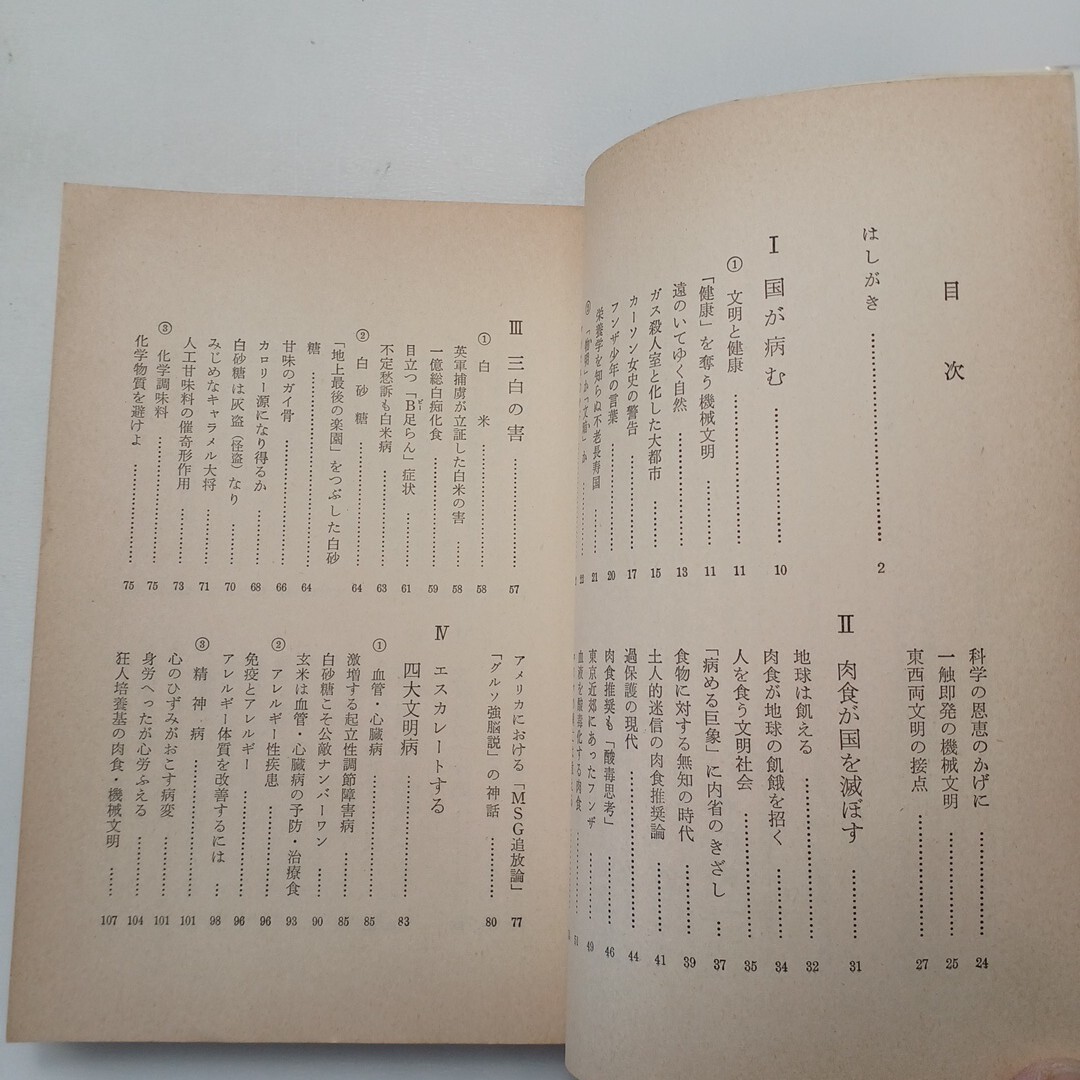 目次
はしがき……………………2
Ⅰ 国が病む……………………10
① 文明と健康……………………11
「健康」を奪う機械文明……………………11
遠のいてゆく自然……………………13
ガス殺人室と化した大都市……………………15
カーソン女史の警告……………………17
フンザ少年の言葉……………………20
栄養学を知らぬ不老長寿国……………………21
科学の恩恵のかげに……………………24
一触即発の機械文明……………………25
東西両文明の接点……………………27
Ⅱ 肉食が国を滅ぼす……………………31
地球は飢える……………………32
肉食が地球の飢餓を招く……………………34
人を食う文明社会……………………35
「病める巨象」に内省のきざし…37
食物に対する無知の時代……………………39
土人的迷信の肉食推奨論……………………41
過保護の現代……………………44
肉食推奨も「酸毒思考」……………………46
東京近郊にあったフンザ……………………49
血液を酸毒化する肉食……………………51
Ⅲ 三白の害……………………57
① 白米……………………58
英軍捕虜が立証した白米の害……58
一億総白痴化食……………………59
目立つ「B足らん」症状……………………61
不定愁訴も白米病……………………63
② 白砂糖……………………64
「地上最後の楽園」をつぶした白砂
糖……………………64
甘味のガイ骨……………………66
カロリー源になり得るか……………………68
白砂糖は灰盗(怪盗)なり……………………70
みじめなキャラメル大将……………………71
人工甘味料の催奇形作用……………………73
③ 化学調味料……………………75
化学物質を避けよ……………………75
アメリカにおける「MSG追放論」77
「グルソ強脳説」の神話……………………80
Ⅳ エスカレートする
四大文明病……………………83
① 血管・心臓病……………………85
激増する起立性調節障害病……………………85
白砂糖こそ公敵ナンバーワン……90
玄米は血管・心臓病の予防・治療食
……………………93
② アレルギー性疾患……………………96
免疫とアレルギー……………………96
アレルギー体質を改善するには…98
③ 精神病……………………101
心のひずみがおこす病変……………………101
身労へったが心労ふえる……………………104
狂人培養基の肉食・機械文明……107